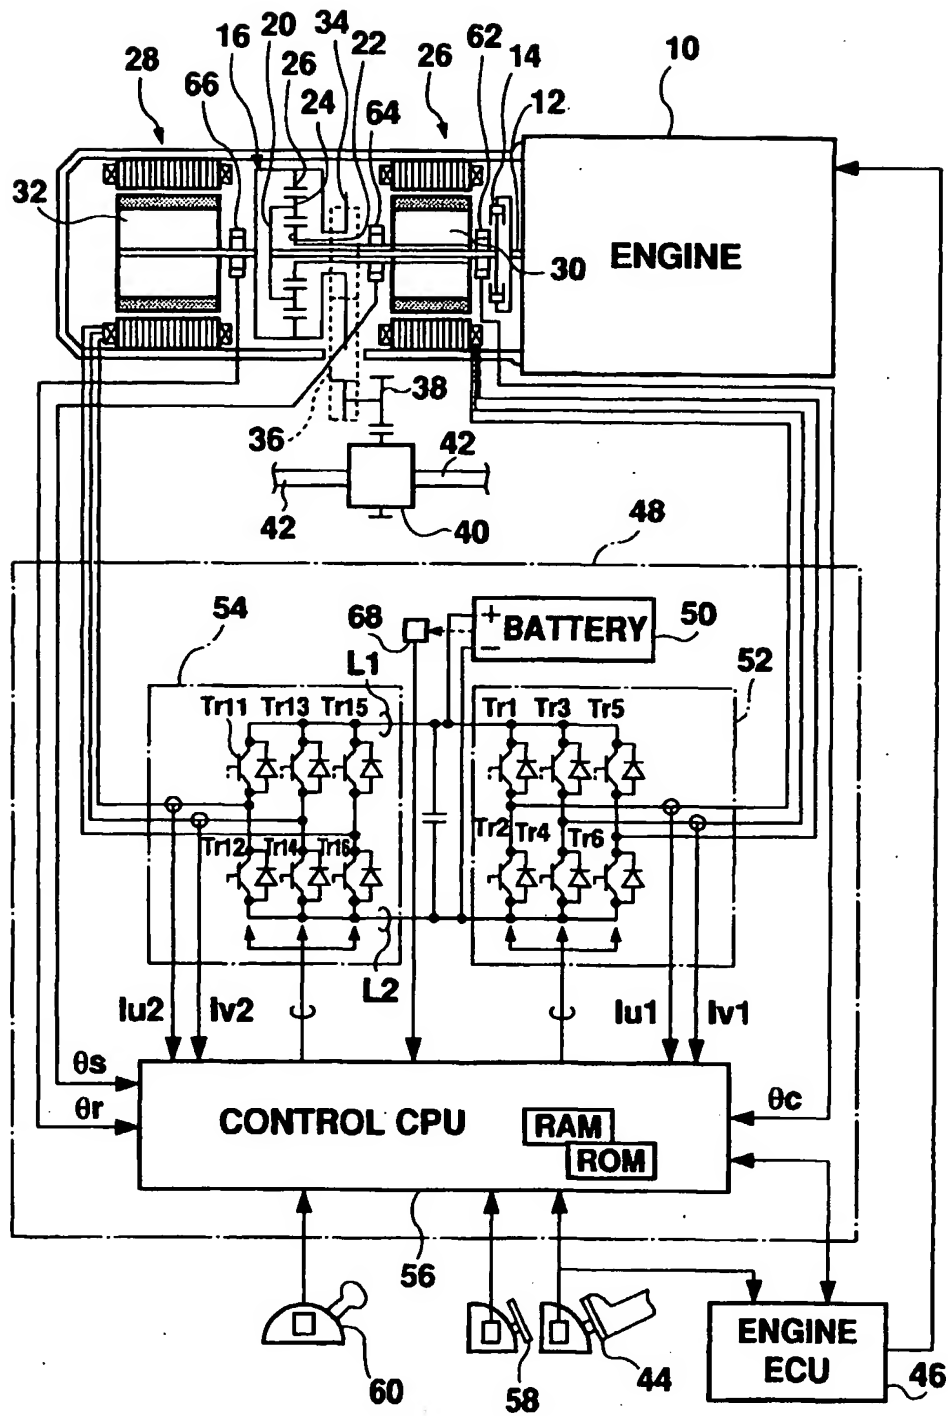 20 34
16 26 22 62 10
28 24 26 14
66 64 12
32
ENGINE
30
38
36
42
42
40
48
54
68
BATTERY
+
−
50
L1
52
Tr11 Tr13 Tr15
Tr1 Tr3 Tr5
Tr12 Tr14 Tr16
Tr2 Tr4 Tr6
L2
Iu2 Iv2
Iu1 Iv1
θs
θr
θc
CONTROL CPU
RAM
ROM
56
60
58
44
ENGINE
ECU
46